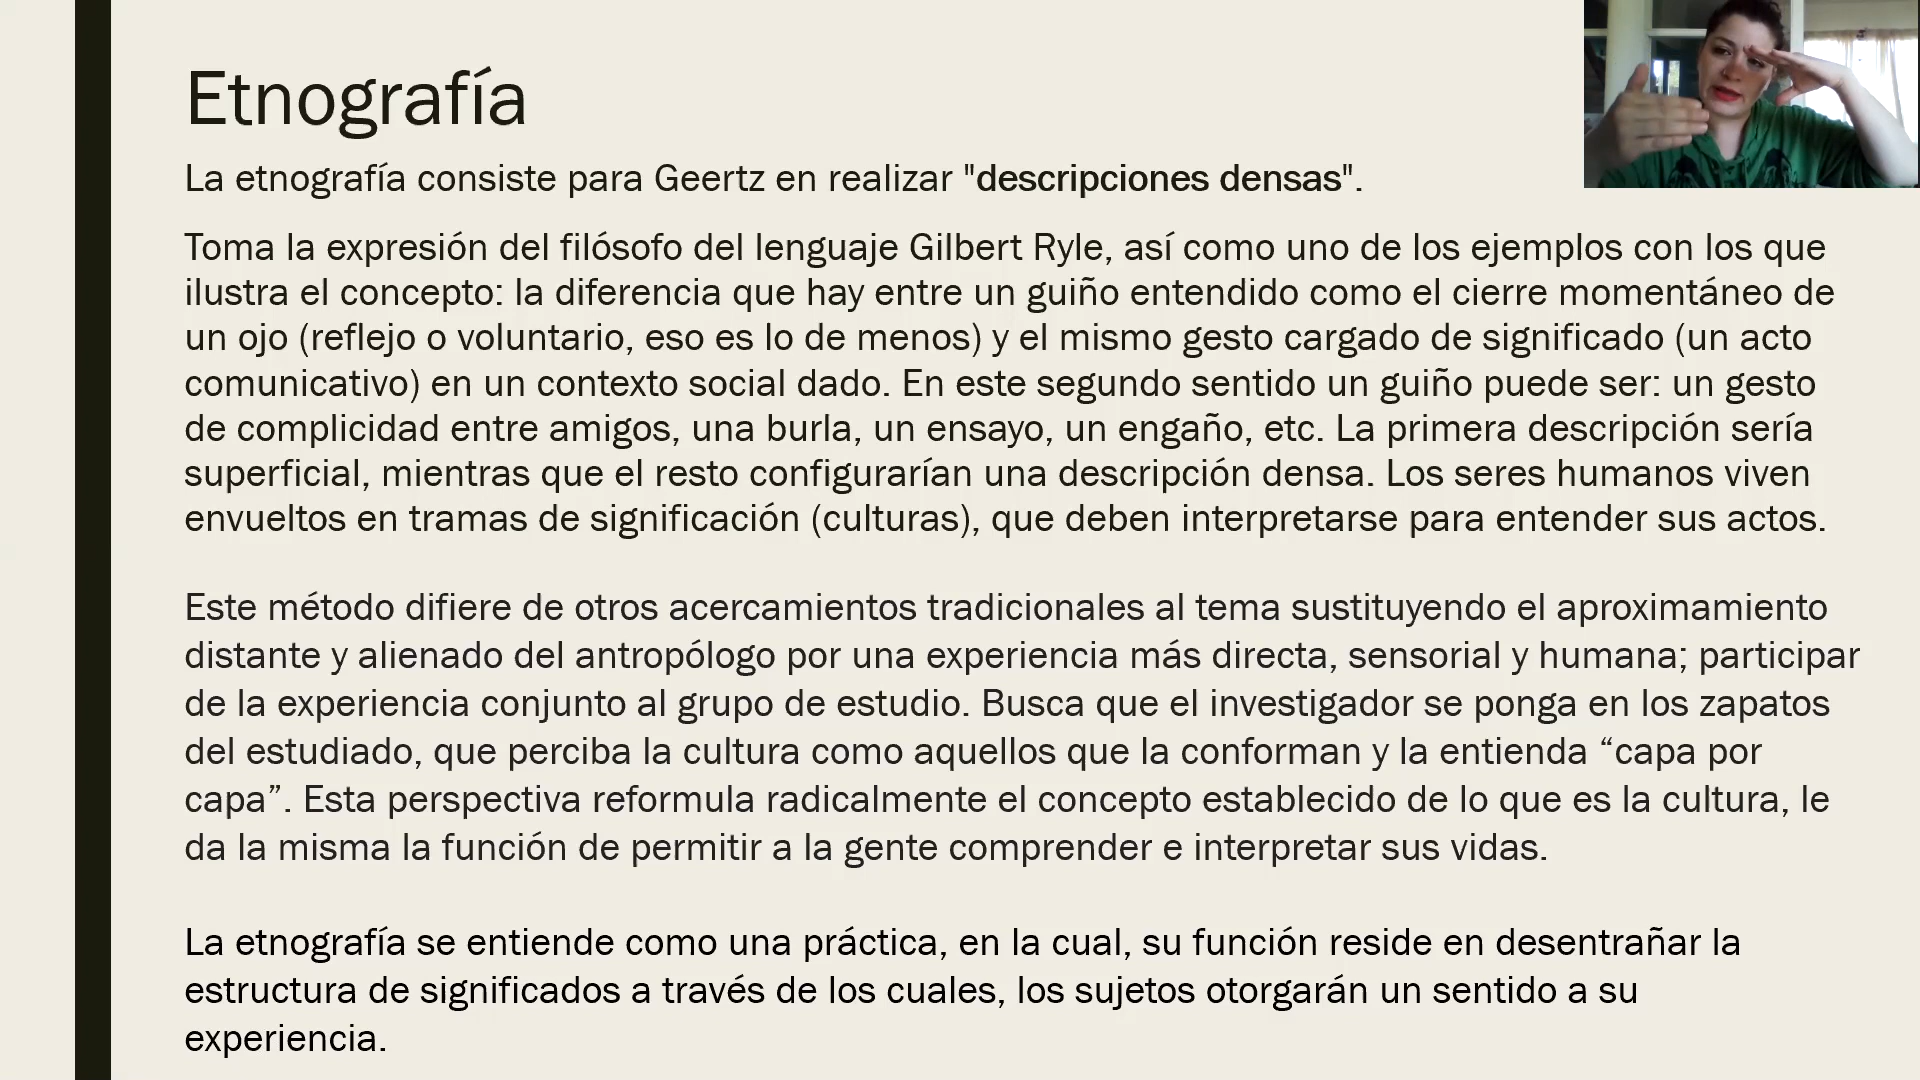 Etnografía
La etnografía consiste para Geertz en realizar "descripciones densas".
Toma la expresión del filósofo del lenguaje Gilbert Ryle, así como uno de los ejemplos con los que
ilustra el concepto: la diferencia que hay entre un guiño entendido como el cierre momentáneo de
un ojo (reflejo o voluntario, eso es lo de menos) y el mismo gesto cargado de significado (un acto
comunicativo) en un contexto social dado. En este segundo sentido un guiño puede ser: un gesto
de complicidad entre amigos, una burla, un ensayo, un engaño, etc. La primera descripción sería
superficial, mientras que el resto configurarían una descripción densa. Los seres humanos viven
envueltos en tramas de significación (culturas), que deben interpretarse para entender sus actos.
Este método difiere de otros acercamientos tradicionales al tema sustituyendo el aproximamiento
distante y alienado del antropólogo por una experiencia más directa, sensorial y humana; participar
de la experiencia conjunto al grupo de estudio. Busca que el investigador se ponga en los zapatos
del estudiado, que perciba la cultura como aquellos que la conforman y la entienda “capa por
capa”. Esta perspectiva reformula radicalmente el concepto establecido de lo que es la cultura, le
da la misma la función de permitir a la gente comprender e interpretar sus vidas.
La etnografía se entiende como una práctica, en la cual, su función reside en desentrañar la
estructura de significados a través de los cuales, los sujetos otorgarán un sentido a su
experiencia.